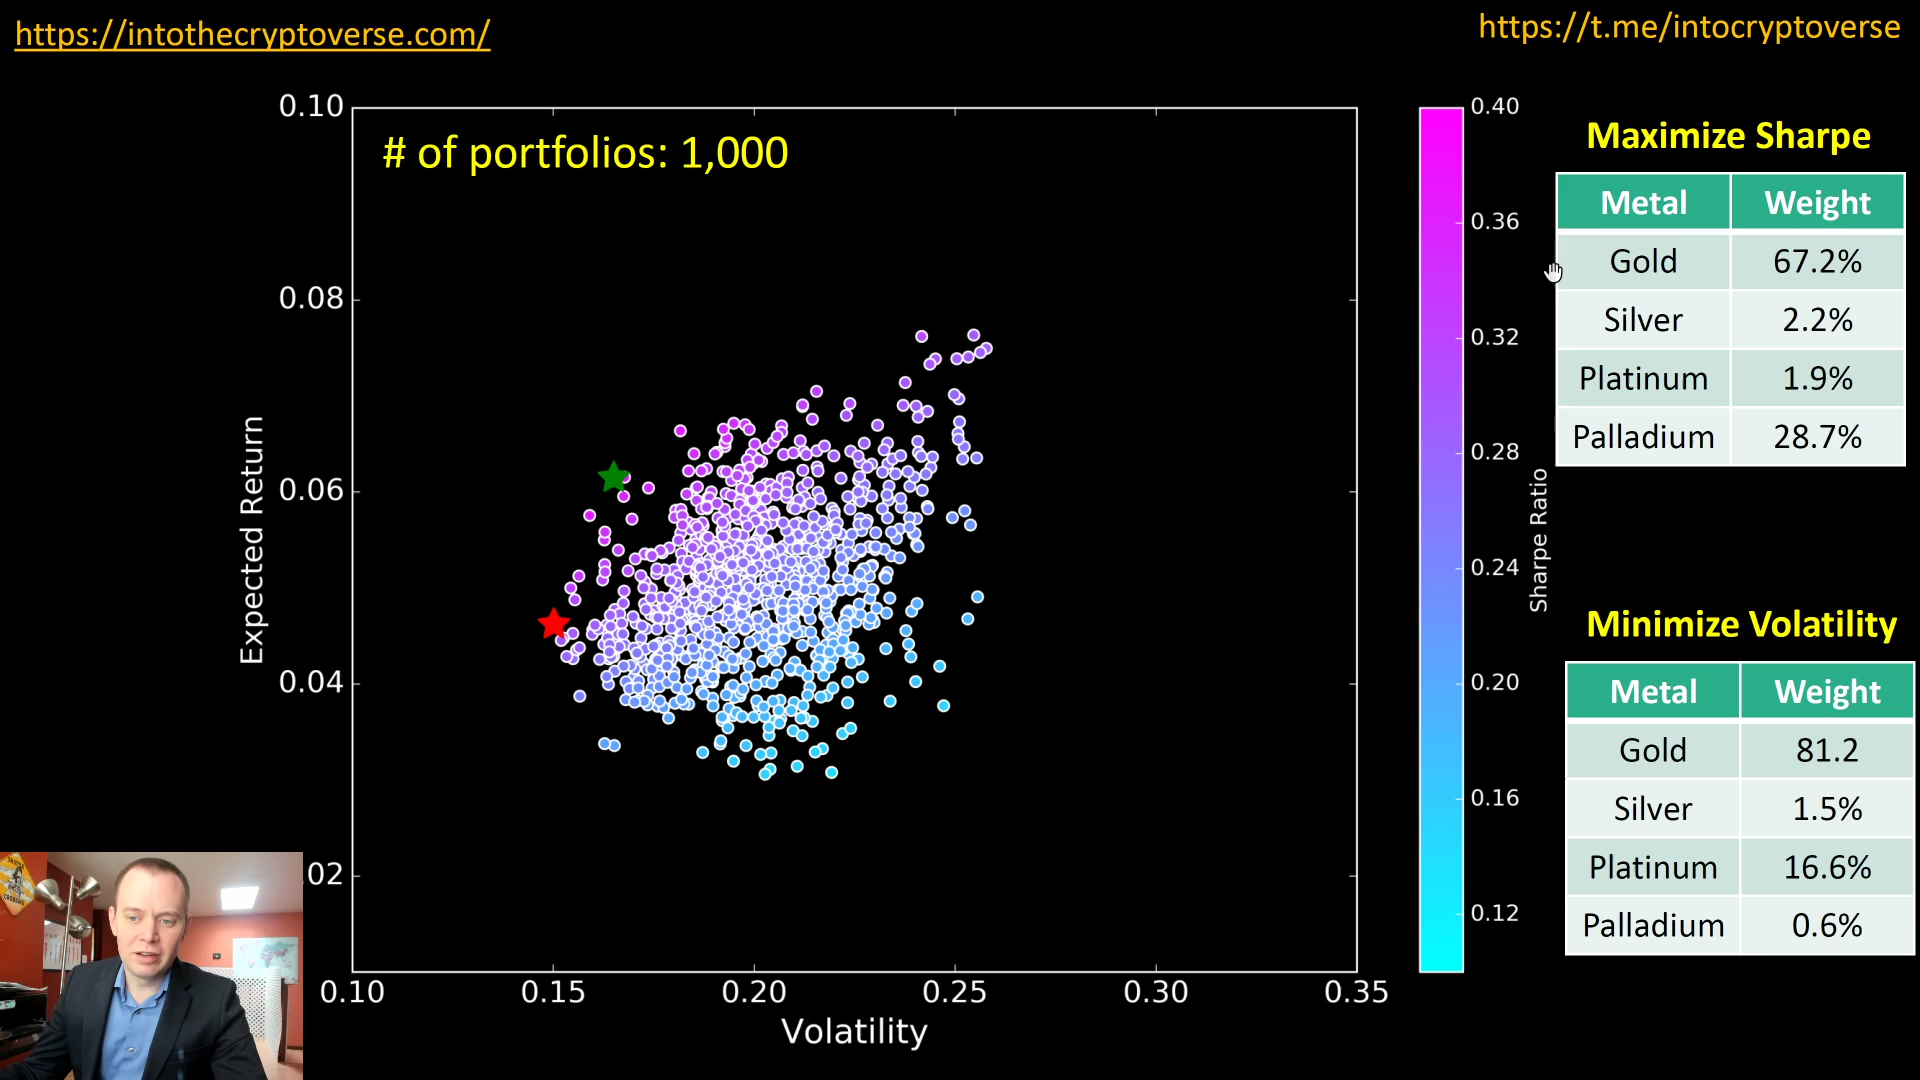 https://intothecryptoverse.com/
https://t.me/intocryptoverse
# of portfolios: 1,000
0.10
0.08
0.06
0.04
02
Expected Return
0.10
0.15
0.20
0.25
0.30
0.35
Volatility
0.40
0.36
0.32
0.28
0.24
0.20
0.16
0.12
Sharpe Ratio
Maximize Sharpe
Metal Weight
Gold 67.2%
Silver 2.2%
Platinum 1.9%
Palladium 28.7%
Minimize Volatility
Metal Weight
Gold 81.2
Silver 1.5%
Platinum 16.6%
Palladium 0.6%